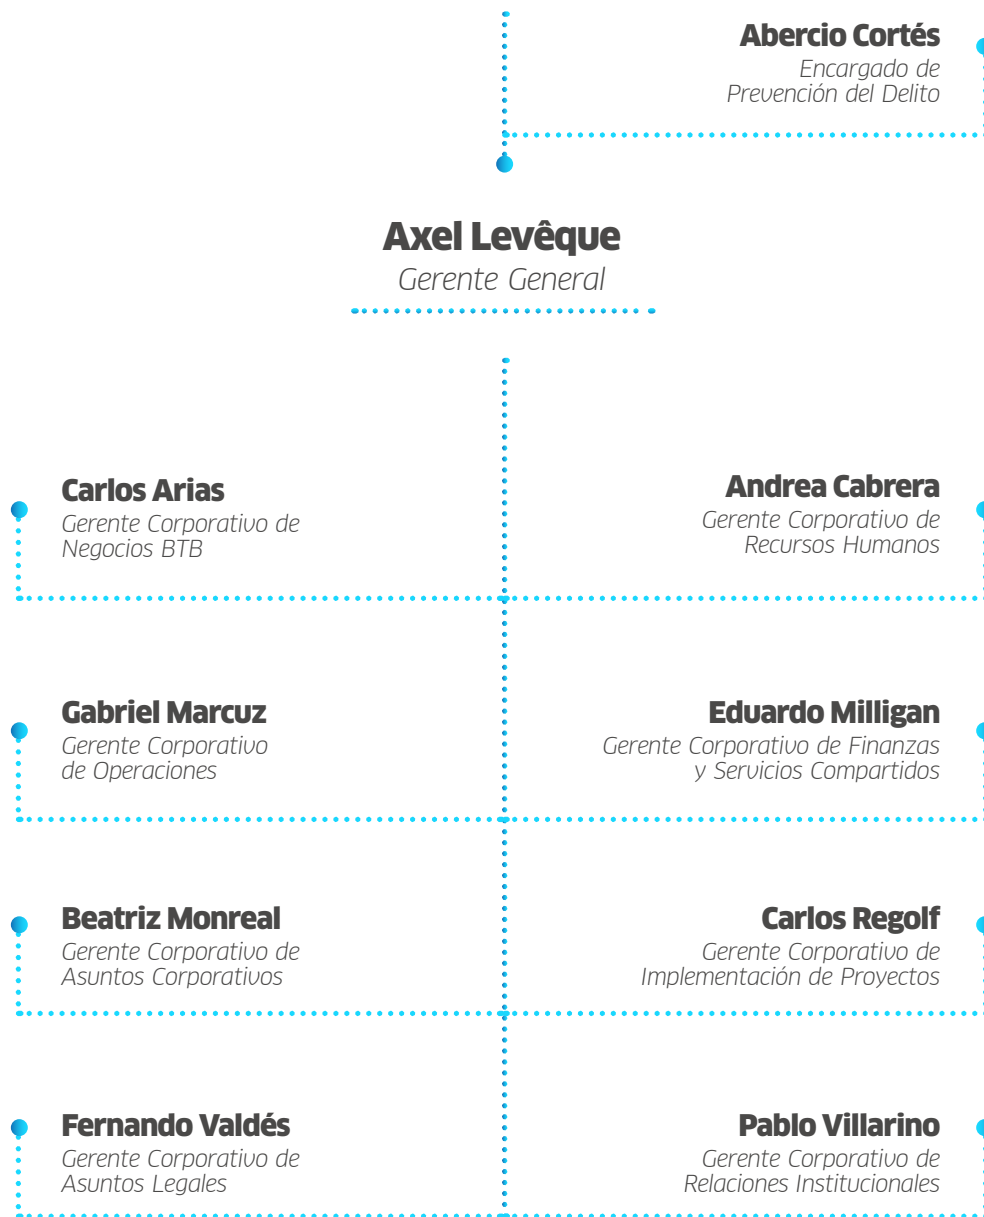 Abercio Cortés
Encargado de
Prevención del Delito
Axel Levêque
Gerente General
Carlos Arias
Gerente Corporativo de
Negocios BTB
Andrea Cabrera
Gerente Corporativo de
Recursos Humanos
Gabriel Marcuz
Gerente Corporativo
de Operaciones
Eduardo Milligan
Gerente Corporativo de Finanzas
y Servicios Compartidos
Beatriz Monreal
Gerente Corporativo de
Asuntos Corporativos
Carlos Regolf
Gerente Corporativo de
Implementación de Proyectos
Fernando Valdés
Gerente Corporativo de
Asuntos Legales
Pablo Villarino
Gerente Corporativo de
Relaciones Institucionales